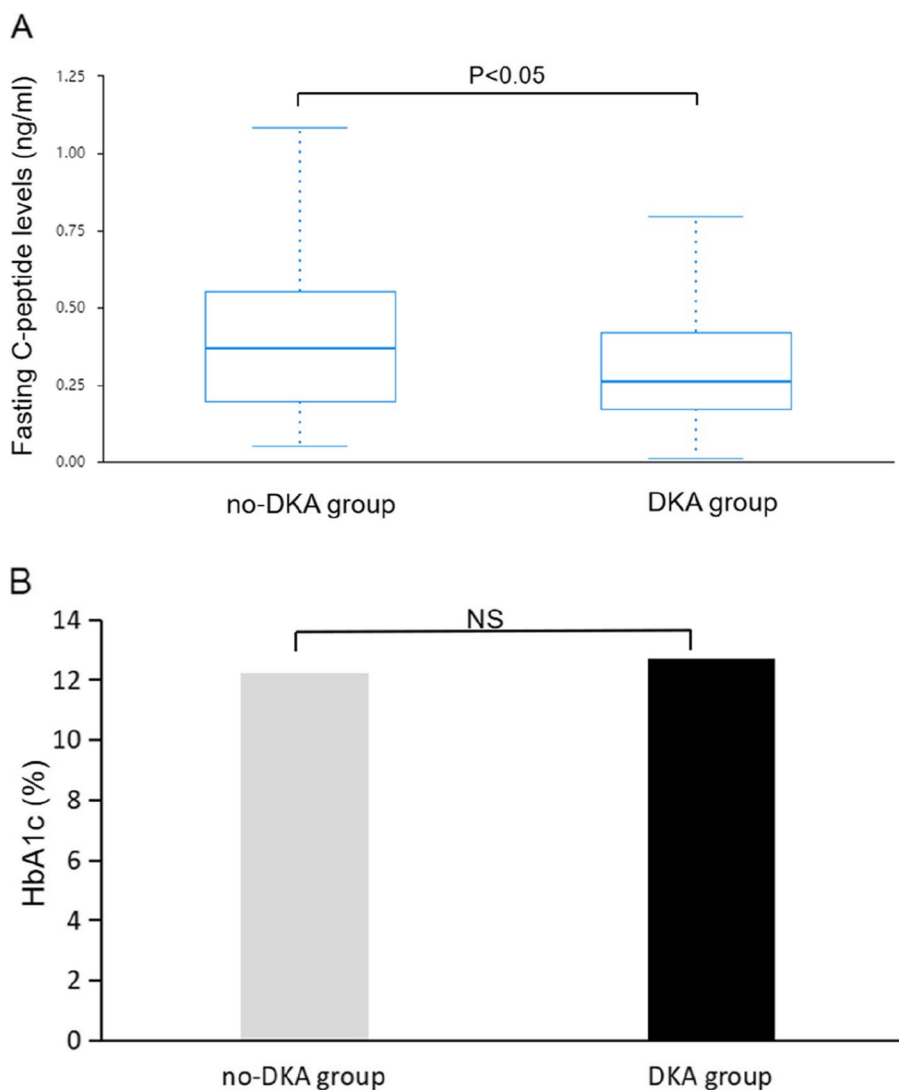 A
P<0.05
Fasting C-peptide levels (ng/ml)
1.25
1.00
0.75
0.50
0.25
0.00
no-DKA group
DKA group
B
NS
HbA1c (%)
14
12
10
8
6
4
2
0
no-DKA group
DKA group